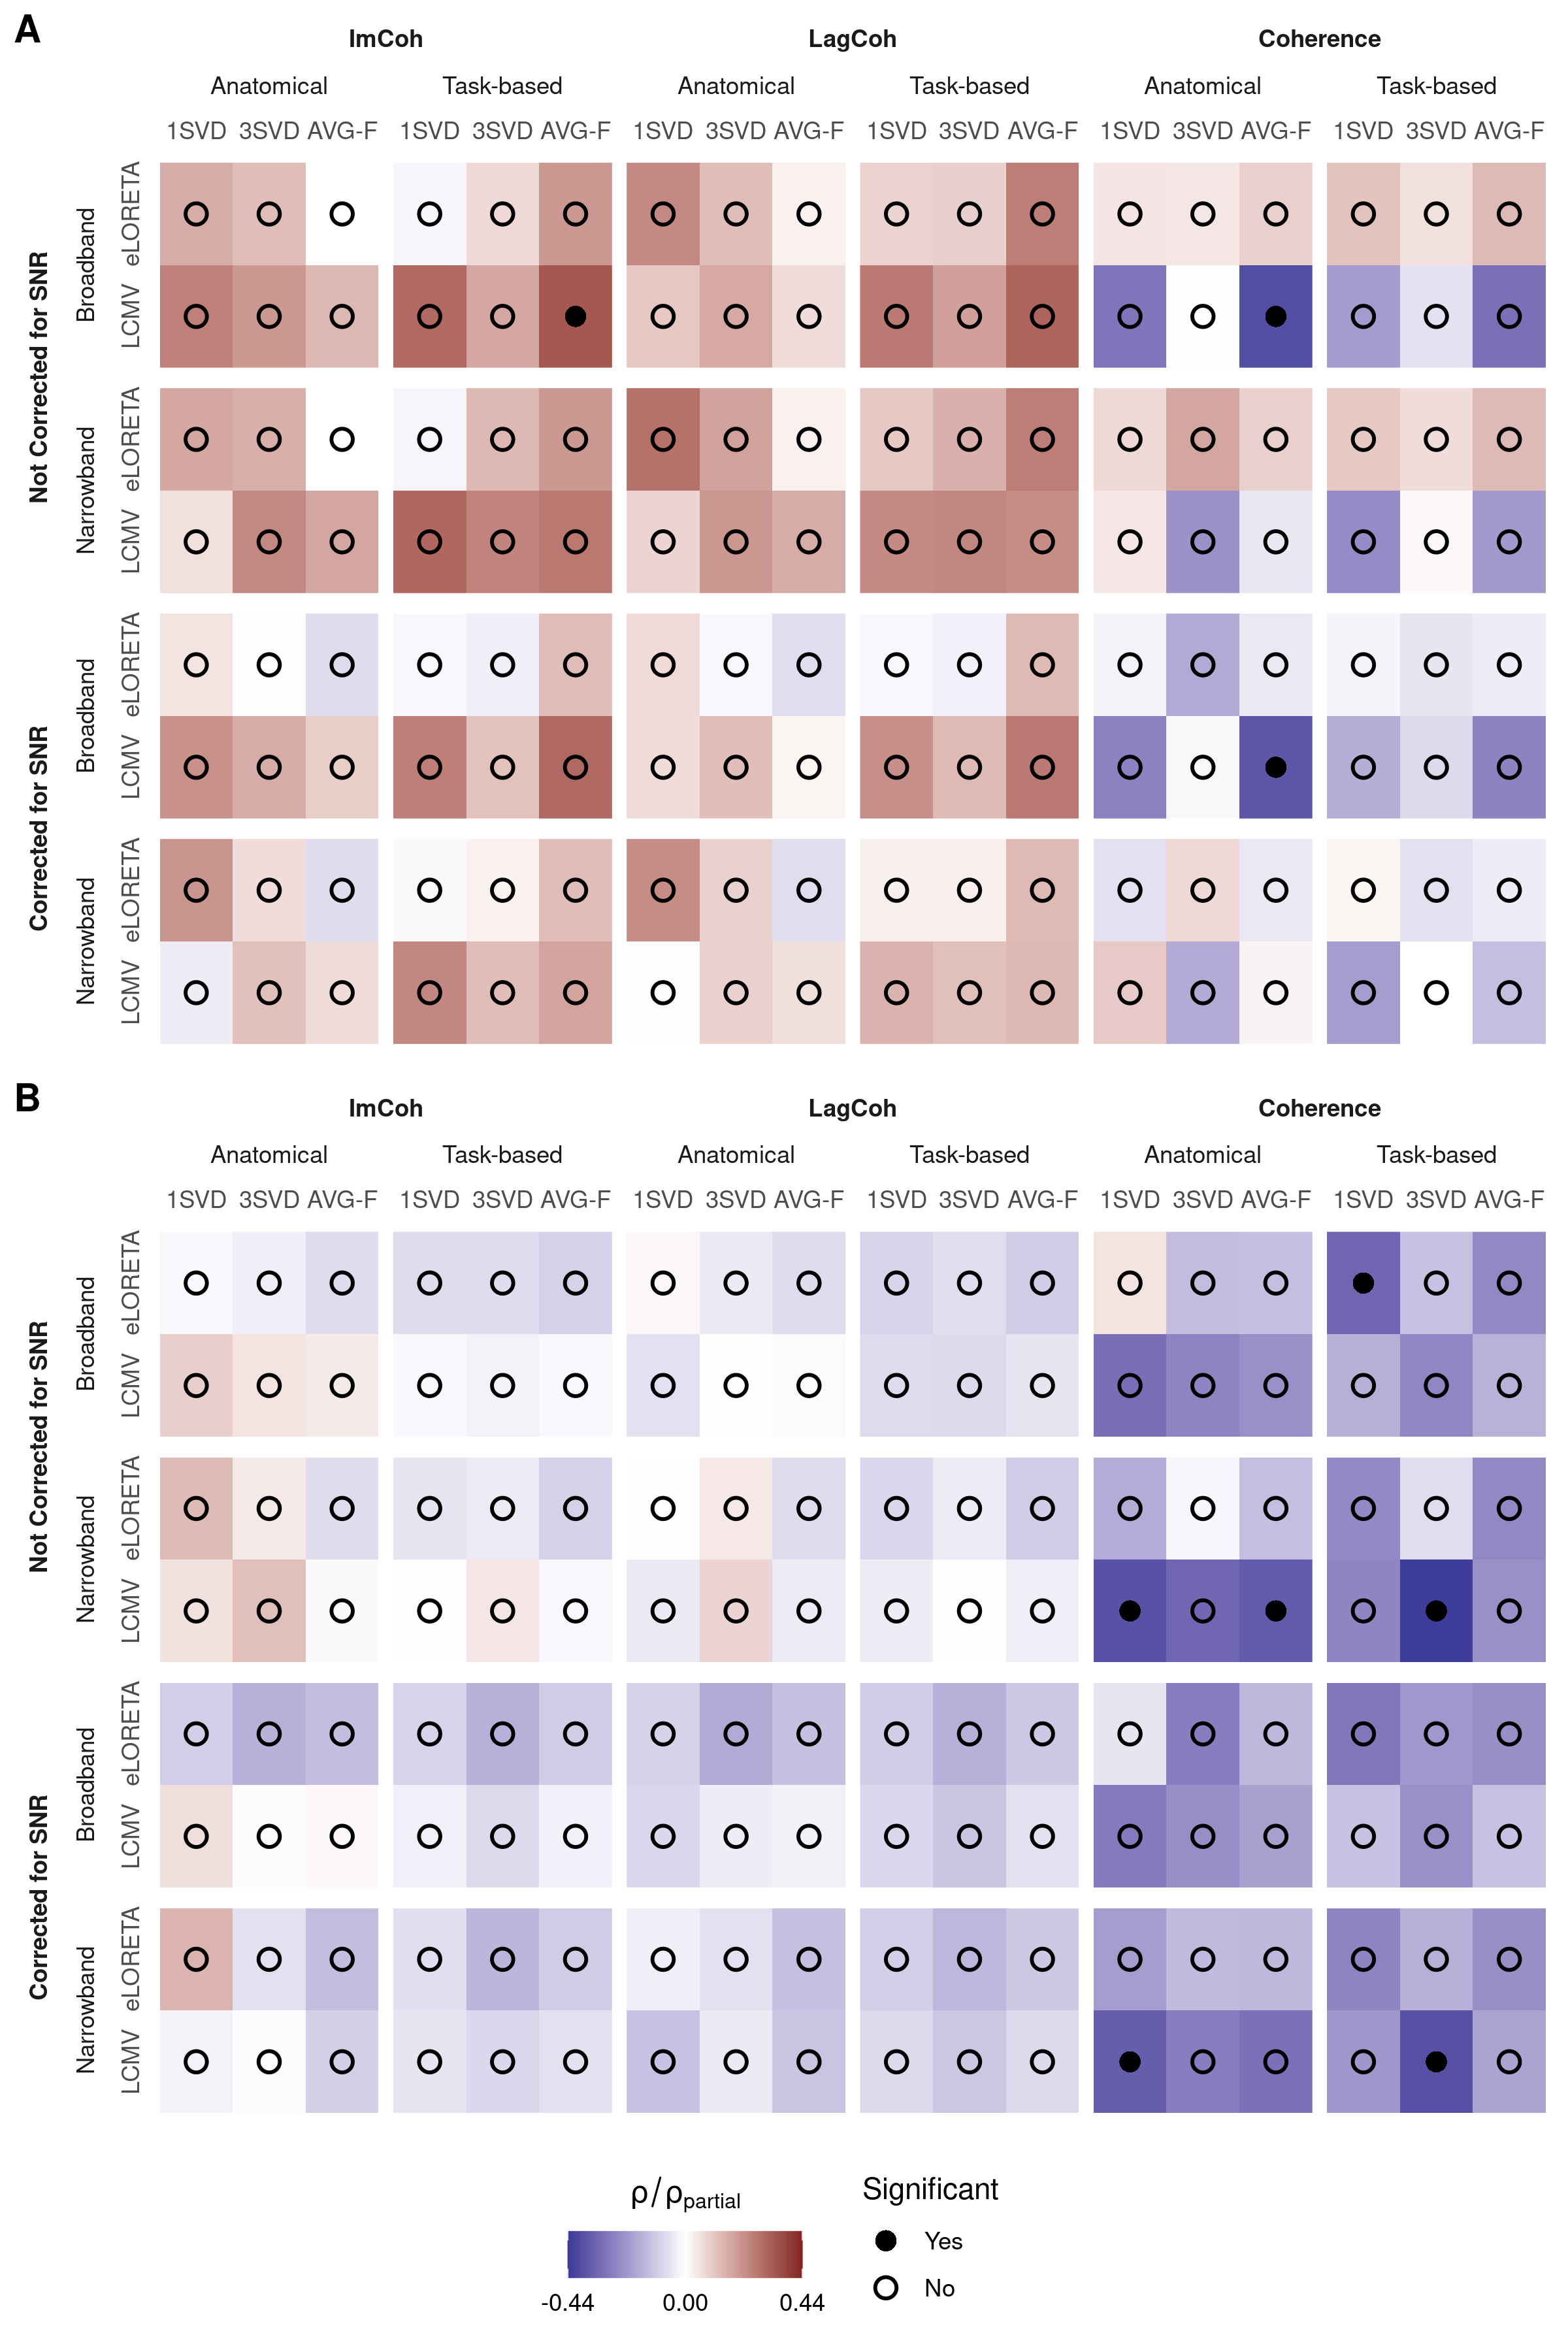 A
ImCoh LagCoh Coherence
Anatomical Task-based Anatomical Task-based Anatomical Task-based
1SVD 3SVD AVG-F 1SVD 3SVD AVG-F 1SVD 3SVD AVG-F 1SVD 3SVD AVG-F 1SVD 3SVD AVG-F 1SVD 3SVD AVG-F
Not Corrected for SNR
Broadband
eLORETA
LCMV
Narrowband
eLORETA
LCMV
Corrected for SNR
Broadband
eLORETA
LCMV
Narrowband
eLORETA
LCMV
B
ImCoh LagCoh Coherence
Anatomical Task-based Anatomical Task-based Anatomical Task-based
1SVD 3SVD AVG-F 1SVD 3SVD AVG-F 1SVD 3SVD AVG-F 1SVD 3SVD AVG-F 1SVD 3SVD AVG-F 1SVD 3SVD AVG-F
Not Corrected for SNR
Broadband
eLORETA
LCMV
Narrowband
eLORETA
LCMV
Corrected for SNR
Broadband
eLORETA
LCMV
Narrowband
eLORETA
LCMV
ρ/ρpartial
-0.44 0.00 0.44
Significant
Yes
No